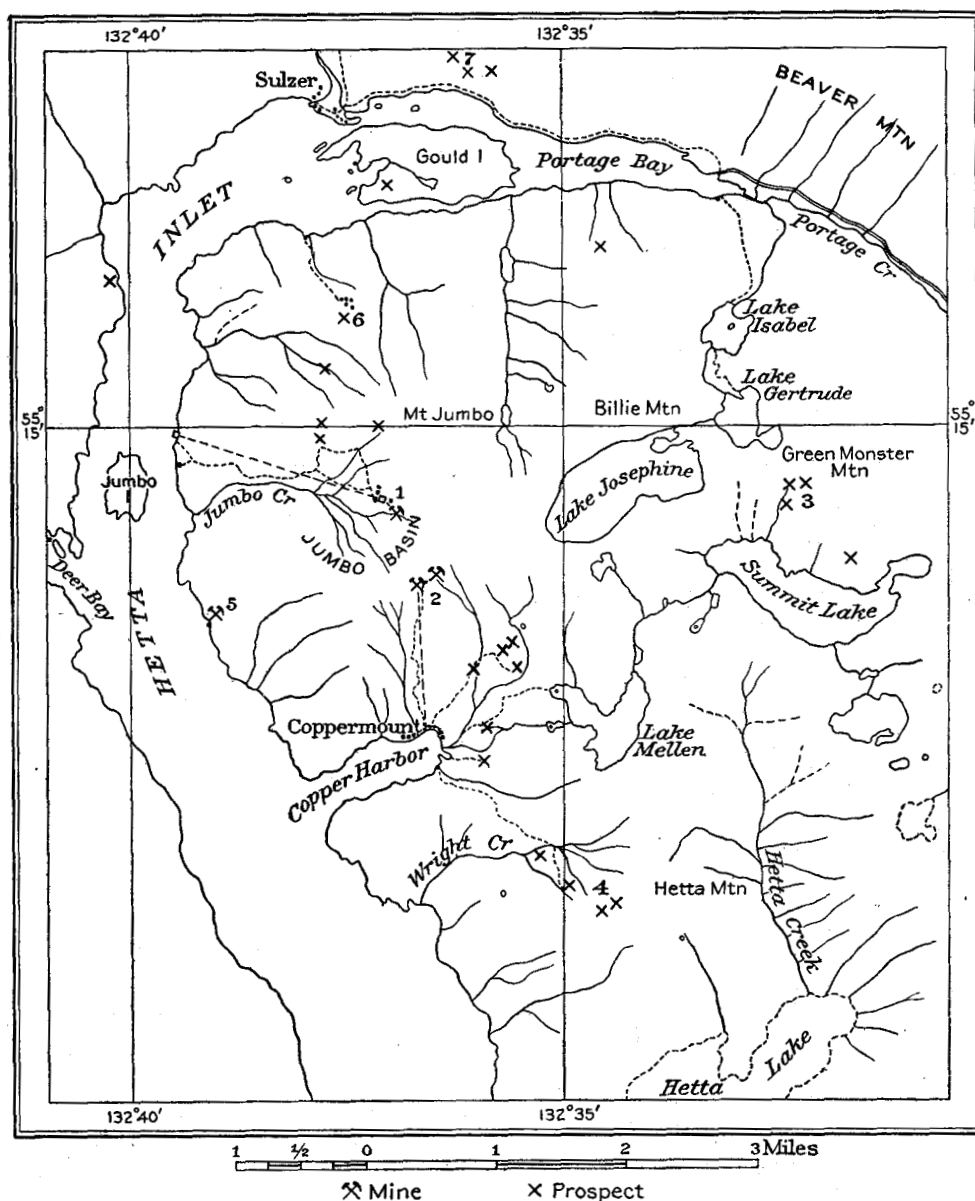 132°40'
132°35'
Sulzer
7
BEAVER MTN
Gould I
Portage Bay
INLET
Portage Cr
6
Lake Isabel
Lake Gertrude
55° 15'
Mt Jumbo
Billie Mtn
55° 15'
Green Monster Mtn
Jumbo
1
Lake Josephine
3
Jumbo Cr
JUMBO BASIN
Deer Bay
2
Summit Lake
HETTA
5
Coppermount
Lake Mellen
Copper Harbor
Wright Cr
4
Hetta Mtn
Hetta Creek
Hetta Lake
132°40'
132°35'
1 ½ 0 1 2 3 Miles
Mine
Prospect